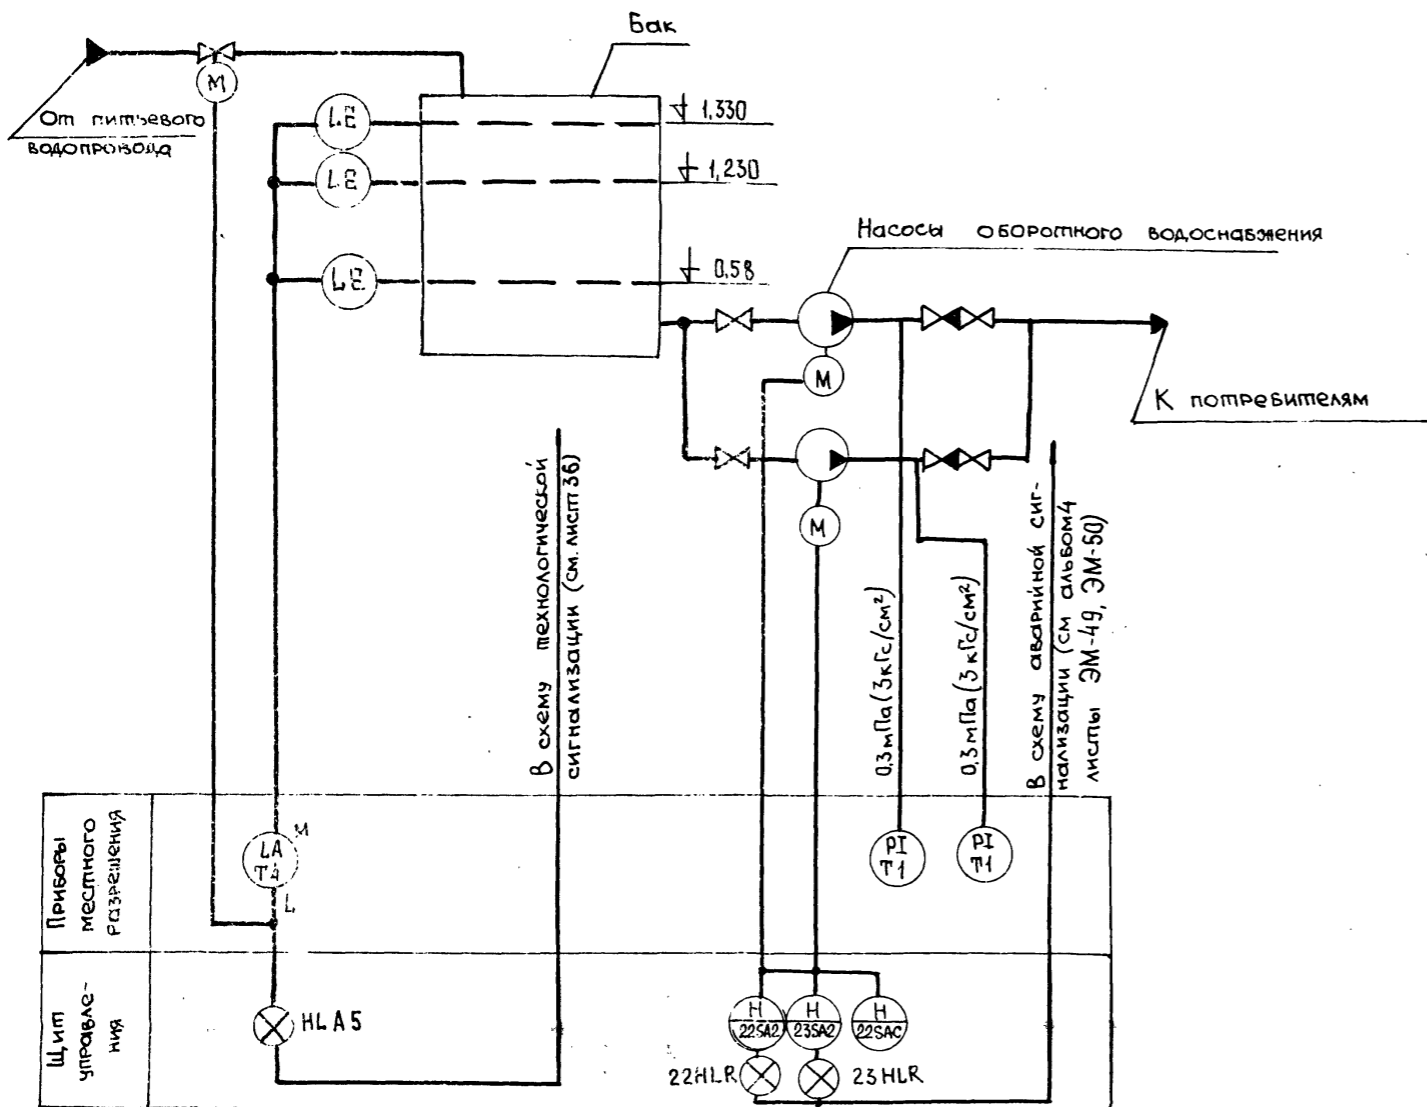 Бак
М
От питьевого
водопровода
LE
1,330
LE
1,230
LE
0.58
Насосы оборотного водоснабжения
М
К потребителям
М
В схему технологической
сигнализации (см. лист 36)
0,3 мПа (3 кГс/см²)
0,3 мПа (3 кГс/см²)
В схему аварийной сиг-
нализации (см альбом 4
листы ЭМ-49, ЭМ-50)
Приборы
местного
разрешения
LA
T4
М
L
PI
T1
PI
T1
Щит
управле-
ния
HLA5
H
22SA2
H
23SA2
H
22SAC
22HLR
23HLR